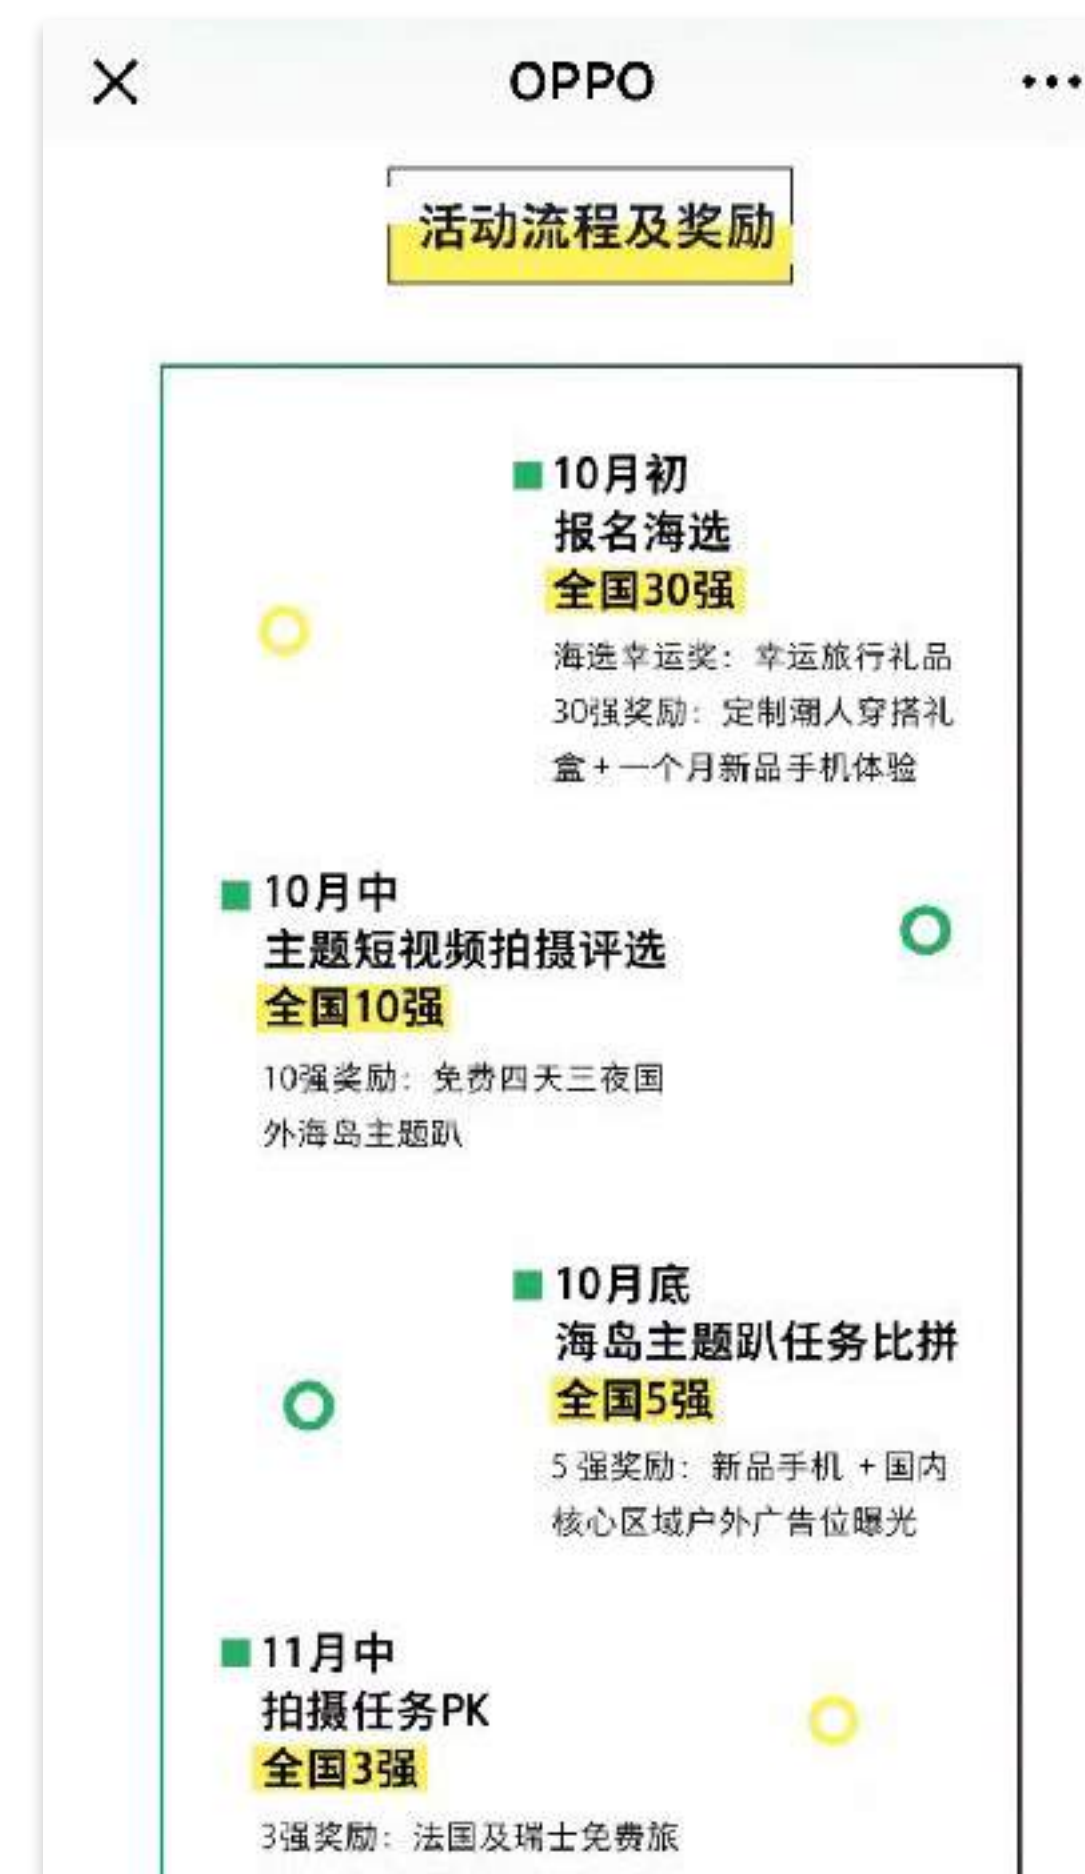 OPPO
活动流程及奖励
10月初
报名海选
全国30强
海选幸运奖：幸运旅行礼品
30强奖励：定制潮人穿搭礼
盒+一个月新品手机体验
10月中
主题短视频拍摄评选
全国10强
10强奖励：免费四天三夜国
外海岛主题趴
10月底
海岛主题趴任务比拼
全国5强
5强奖励：新品手机 + 国内
核心区域户外广告位曝光
11月中
拍摄任务PK
全国3强
3强奖励：法国及瑞士免费旅